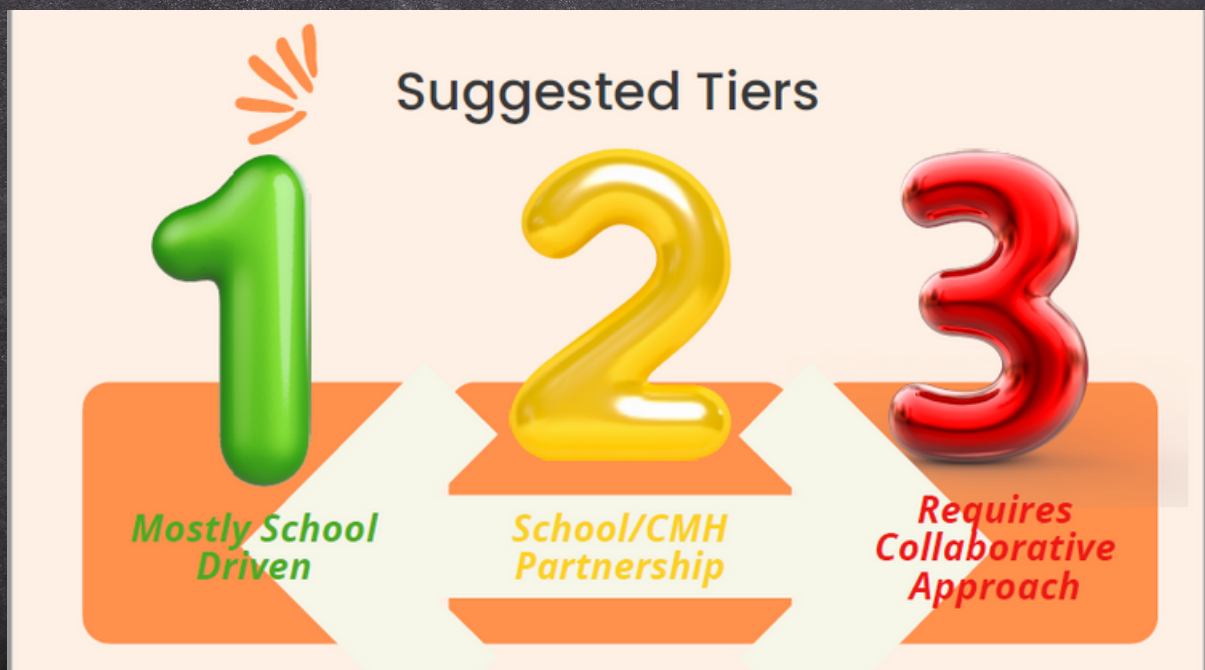 Suggested Tiers
1
2
3
Mostly School
Driven
School/CMH
Partnership
Requires
Collaborative
Approach